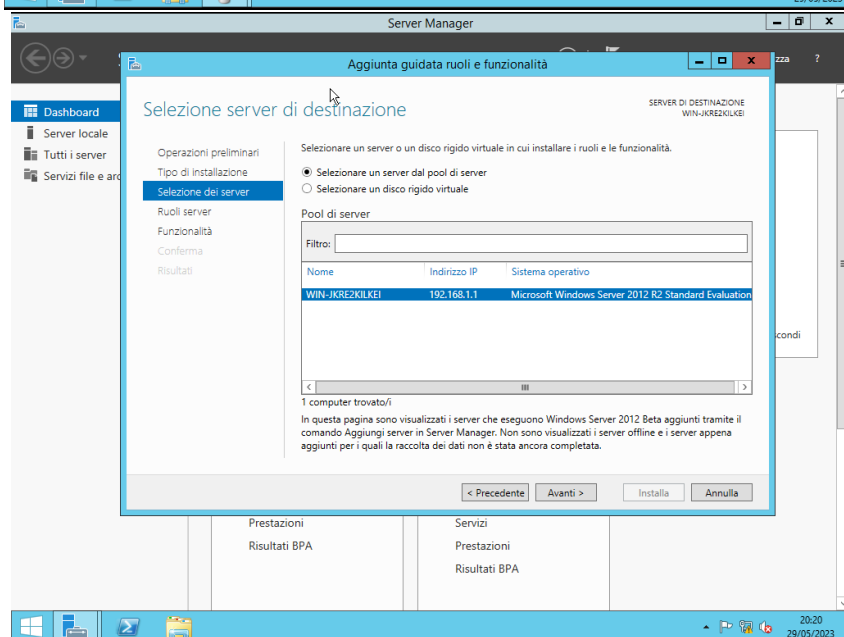 29/05/2023
Server Manager
Aggiunta guidata ruoli e funzionalità
zza ?
Selezione server di destinazione
SERVER DI DESTINAZIONE
WIN-JKRE2KILKEI
Dashboard
Server locale
Tutti i server
Servizi file e arc
Operazioni preliminari
Tipo di installazione
Selezione dei server
Ruoli server
Funzionalità
Conferma
Risultati
Selezionare un server o un disco rigido virtuale in cui installare i ruoli e le funzionalità.
Selezionare un server dal pool di server
Selezionare un disco rigido virtuale
Pool di server
Filtro:
Nome Indirizzo IP Sistema operativo
WIN-JKRE2KILKEI 192.168.1.1 Microsoft Windows Server 2012 R2 Standard Evaluation
condi
1 computer trovato/i
In questa pagina sono visualizzati i server che eseguono Windows Server 2012 Beta aggiunti tramite il
comando Aggiungi server in Server Manager. Non sono visualizzati i server offline e i server appena
aggiunti per i quali la raccolta dei dati non è stata ancora completata.
< Precedente Avanti > Installa Annulla
Prestazioni
Risultati BPA
Servizi
Prestazioni
Risultati BPA
20:20
29/05/2023